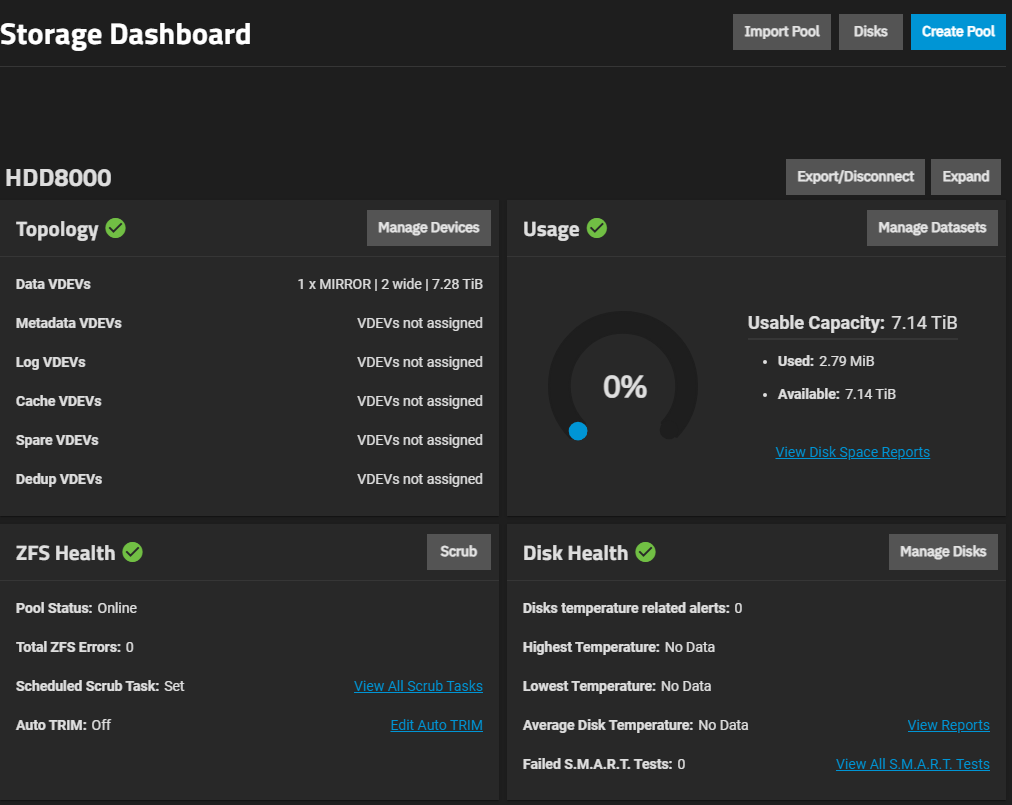 Storage Dashboard
Import Pool
Disks
Create Pool
HDD8000
Export/Disconnect
Expand
Topology
Manage Devices
Data VDEVs 1 x MIRROR | 2 wide | 7.28 TiB
Metadata VDEVs VDEVs not assigned
Log VDEVs VDEVs not assigned
Cache VDEVs VDEVs not assigned
Spare VDEVs VDEVs not assigned
Dedup VDEVs VDEVs not assigned
Usage
Manage Datasets
0%
Usable Capacity: 7.14 TiB
• Used: 2.79 MiB
• Available: 7.14 TiB
View Disk Space Reports
ZFS Health
Scrub
Pool Status: Online
Total ZFS Errors: 0
Scheduled Scrub Task: Set View All Scrub Tasks
Auto TRIM: Off Edit Auto TRIM
Disk Health
Manage Disks
Disks temperature related alerts: 0
Highest Temperature: No Data
Lowest Temperature: No Data
Average Disk Temperature: No Data View Reports
Failed S.M.A.R.T. Tests: 0 View All S.M.A.R.T. Tests